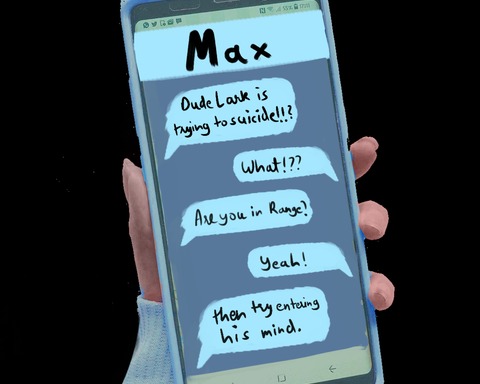 Max
Dude Lark is
trying to suicide!!?
What!??
Are you in Range?
Yeah!
then try entering
his mind.